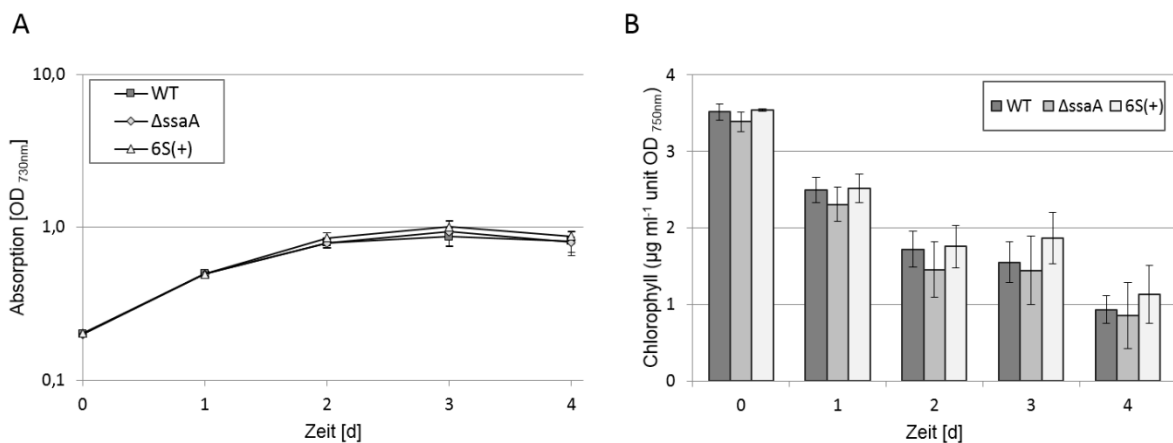 A
Absorption [OD 730nm]
10,0
1,0
0,1
WT
ΔssaA
6S(+)
0 1 2 3 4
Zeit [d]
B
Chlorophyll (µg ml-1 unit OD 750nm)
4
3
2
1
0
WT ΔssaA 6S(+)
0 1 2 3 4
Zeit [d]